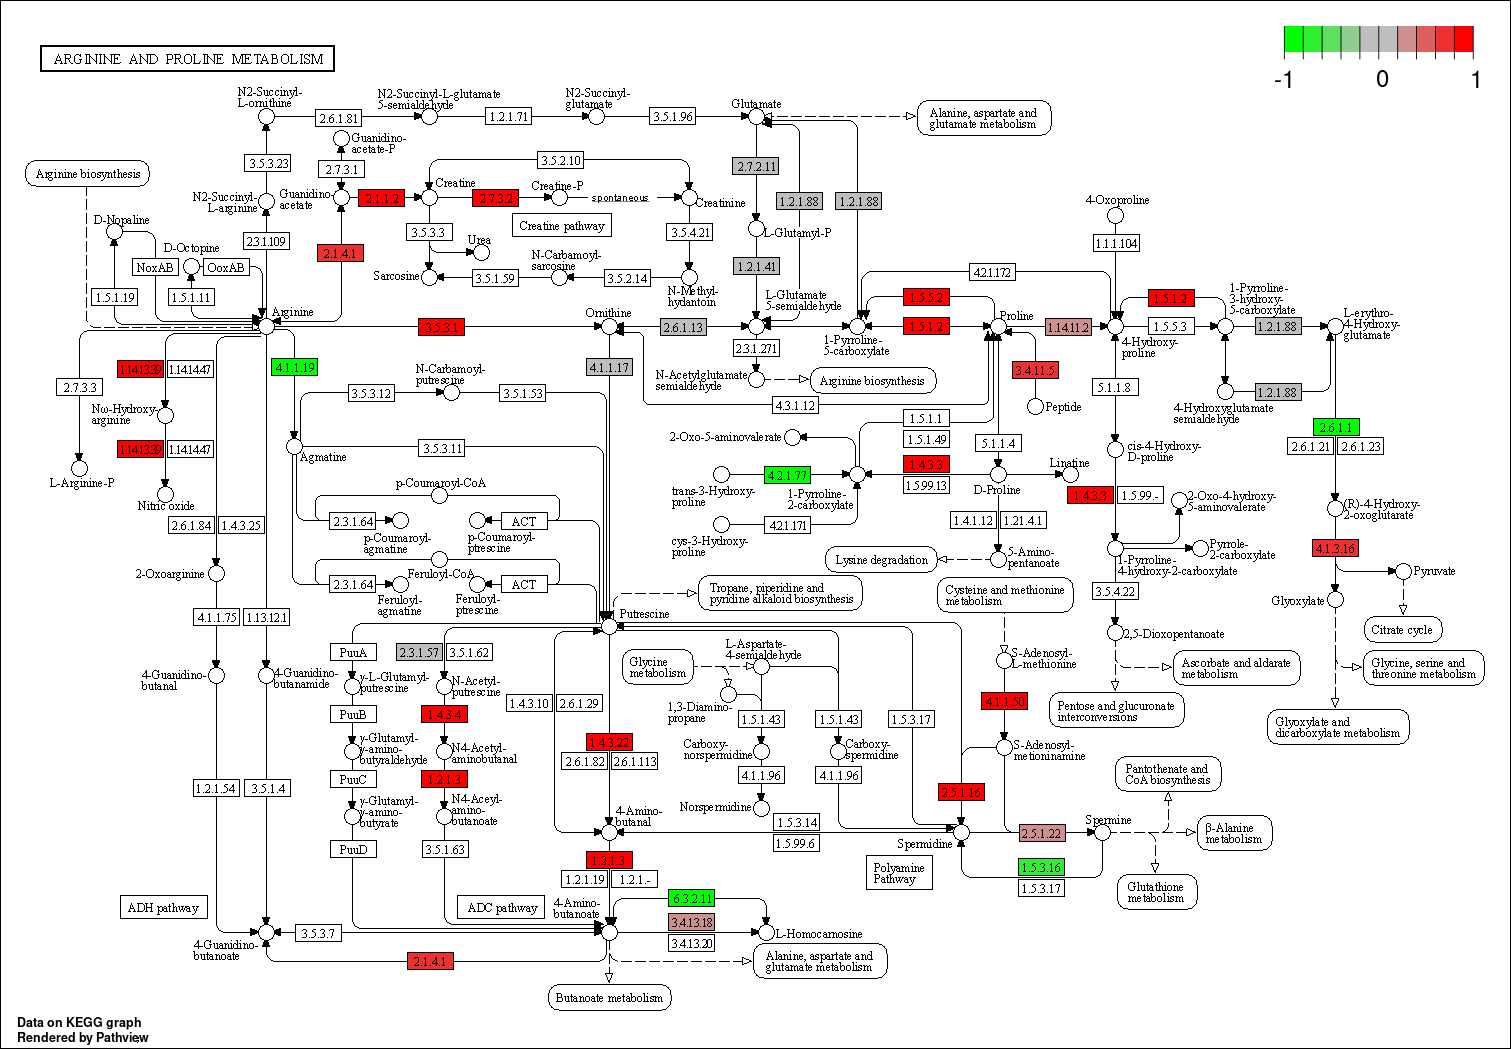 ARGININE AND PROLINE METABOLISM
-1
0
1
N2-Succinyl-
L-ornithine
N2-Succinyl-L-glutamate
5-semialdehyde
N2-Succinyl-
glutamate
Glutamate
Alanine, aspartate and
glutamate metabolism
2.6.1.81
1.2.1.71
3.5.1.96
Guanidino-
acetate-P
3.5.3.23
2.7.3.1
3.5.2.10
2.7.2.11
Arginine biosynthesis
N2-Succinyl-
L-arginine
Guanidino
acetate
2.1.1.2
Creatine
2.7.3.2
Creatine-P
spontaneous
Creatinine
1.2.1.88
1.2.1.88
4-Oxoproline
D-Nopaline
Creatine pathway
L-Glutamyl-P
2.3.1.109
3.5.3.3
Urea
3.5.4.21
1.1.1.104
D-Octopine
2.1.4.1
NoxAB
OoxAB
N-Carbamoyl-
sarcosine
1.2.1.41
Sarcosine
3.5.1.59
3.5.2.14
4.2.1.172
1.5.1.19
1.5.1.11
N-Methyl-
hydantoin
L-Glutamate
5-semialdehyde
1.5.5.2
1.5.1.2
1-Pyrroline-
3-hydroxy-
5-carboxylate
Arginine
3.5.3.1
Ornithine
2.6.1.13
1.5.1.2
Proline
1.14.11.2
1.5.5.3
1.2.1.88
L-erythro-
4-Hydroxy-
glutamate
1-Pyrroline-
5-carboxylate
4-Hydroxy-
proline
2.3.1.271
1.14.13.39
1.14.14.47
4.1.1.19
4.1.1.17
3.4.11.5
N-Acetylglutamate
semialdehyde
Arginine biosynthesis
2.7.3.3
N-Carbamoyl-
putrescine
3.5.3.12
3.5.1.53
5.1.1.8
1.2.1.88
4.3.1.12
Peptide
4-Hydroxyglutamate
semialdehyde
Nω-Hydroxy-
arginine
1.5.1.1
1.5.1.49
2.6.1.1
2.6.1.21
2.6.1.23
2-Oxo-5-aminovalerate
5.1.1.4
1.14.13.39
1.14.14.47
Agmatine
3.5.3.11
cis-4-Hydroxy-
D-proline
1.4.3.3
1.5.99.13
Linatine
L-Arginine-P
trans-3-Hydroxy-
proline
4.2.1.77
1-Pyrroline-
2-carboxylate
D-Proline
1.4.3.3
1.5.99.-
2-Oxo-4-hydroxy-
5-aminovalerate
(R)-4-Hydroxy-
2-oxoglutarate
Nitric oxide
p-Coumaroyl-CoA
2.3.1.64
ACT
2.6.1.84
1.4.3.25
4.2.1.171
1.4.1.12
1.21.4.1
p-Coumaroyl-
agmatine
p-Coumaroyl-
ptrescine
cys-3-Hydroxy-
proline
Pyrrole-
2-carboxylate
4.1.3.16
Lysine degradation
5-Amino-
pentanoate
1-Pyrroline-
4-hydroxy-2-carboxylate
2-Oxoarginine
Feruloyl-CoA
2.3.1.64
ACT
Pyruvate
Feruloyl-
agmatine
Feruloyl-
ptrescine
Tropane, piperidine and
pyridine alkaloid biosynthesis
Cysteine and methionine
metabolism
3.5.4.22
Glyoxylate
4.1.1.75
1.13.12.1
Putrescine
2,5-Dioxopentanoate
Citrate cycle
PuuA
2.3.1.57
3.5.1.62
Glycine
metabolism
L-Aspartate-
4-semialdehyde
S-Adenosyl-
L-methionine
Ascorbate and aldarate
metabolism
Glycine, serine and
threonine metabolism
4-Guanidino-
butanal
4-Guanidino-
butanamide
γ-L-Glutamyl-
putrescine
N-Acetyl-
putrescine
1,3-Diamino-
propane
4.1.1.50
Pentose and glucuronate
interconversions
Glyoxylate and
dicarboxylate metabolism
PuuB
1.4.3.4
1.4.3.10
2.6.1.29
1.5.1.43
1.5.1.43
1.5.3.17
γ-Glutamyl-
γ-amino-
butyraldehyde
N4-Acetyl-
aminobutanal
1.4.3.22
2.6.1.82
2.6.1.113
Carboxy-
norspermidine
Carboxy-
spermidine
S-Adenosyl-
metioninamine
PuuC
1.2.1.3
4.1.1.96
4.1.1.96
Pantothenate and
CoA biosynthesis
1.2.1.54
3.5.1.4
2.5.1.16
γ-Glutamyl-
γ-amino-
butyrate
N4-Aceyl-
amino-
butanoate
Norspermidine
4-Amino-
butanal
1.5.3.14
1.5.99.6
Spermidine
2.5.1.22
Spermine
β-Alanine
metabolism
PuuD
3.5.1.63
1.2.1.3
1.2.1.19
1.2.1.-
Polyamine
Pathway
1.5.3.16
1.5.3.17
Glutathione
metabolism
ADH pathway
ADC pathway
4-Amino-
butanoate
6.3.2.11
3.4.13.18
3.4.13.20
4-Guanidino-
butanoate
3.5.3.7
L-Homocarnosine
2.1.4.1
Alanine, aspartate and
glutamate metabolism
Butanoate metabolism
Data on KEGG graph
Rendered by Pathview